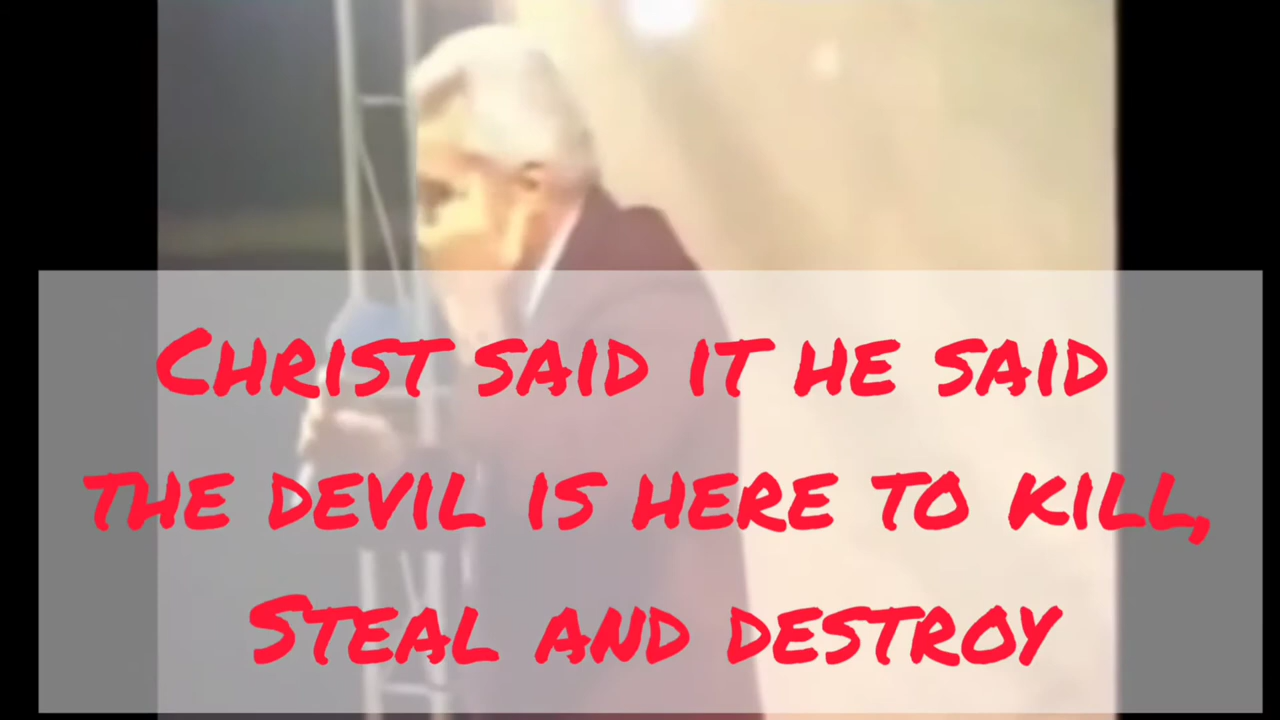 Christ said it he said
the devil is here to kill,
Steal and destroy